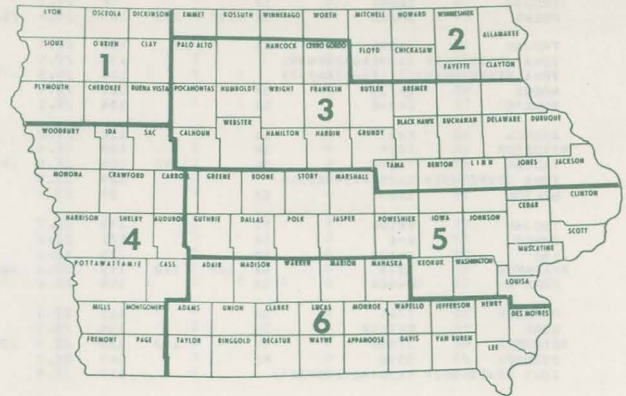 LYON OSCEOLA DICKINSON EMMET KOSSUTH WINNEBAGO WORTH MITCHELL HOWARD WINNESHIEK
ALLAMAKEE
SIOUX O'BRIEN CLAY PALO ALTO HANCOCK CERRO GORDO FLOYD CHICKASAW
1 2
FAYETTE CLAYTON
PLYMOUTH CHEROKEE BUENA VISTA POCAHONTAS HUMBOLDT WRIGHT FRANKLIN BUTLER BREMER
3
WEBSTER BLACK HAWK BUCHANAN DELAWARE DUBUQUE
WOODBURY IDA SAC CALHOUN HAMILTON HARDIN GRUNDY
TAMA BENTON LINN JONES JACKSON
MONONA CRAWFORD CARROLL GREENE BOONE STORY MARSHALL
CLINTON
CEDAR
HARRISON SHELBY AUDUBON GUTHRIE DALLAS POLK JASPER POWESHIEK IOWA JOHNSON
SCOTT
4 5
MUSCATINE
POTTAWATTAMIE CASS ADAIR MADISON WARREN MARION MAHASKA KEOKUK WASHINGTON
LOUISA
MILLS MONTGOMERY ADAMS UNION CLARKE LUCAS MONROE WAPELLO JEFFERSON HENRY
DES MOINES
6
FREMONT PAGE TAYLOR RINGGOLD DECATUR WAYNE APPANOOSE DAVIS VAN BUREN
LEE